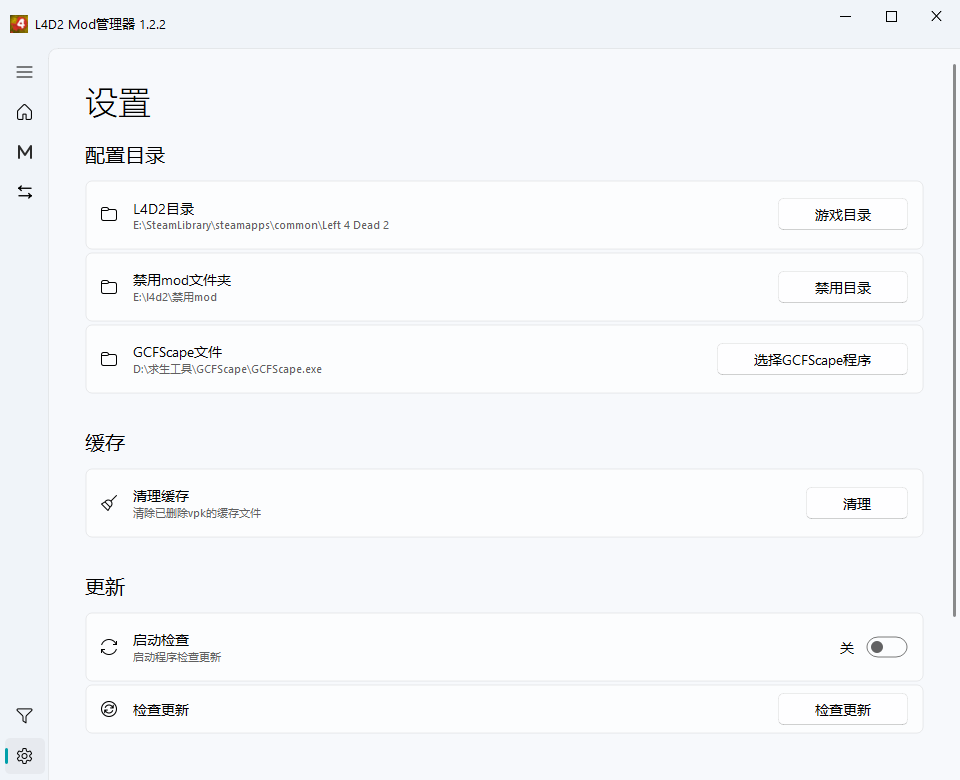 L4D2 Mod管理器 1.2.2
M
设置
配置目录
L4D2目录
E:\SteamLibrary\steamapps\common\Left 4 Dead 2
游戏目录
禁用mod文件夹
E:\l4d2\禁用mod
禁用目录
GCFScape文件
D:\求生工具\GCFScape\GCFScape.exe
选择GCFScape程序
缓存
清理缓存
清除已删除vpk的缓存文件
清理
更新
启动检查
启动程序检查更新
关
检查更新
检查更新